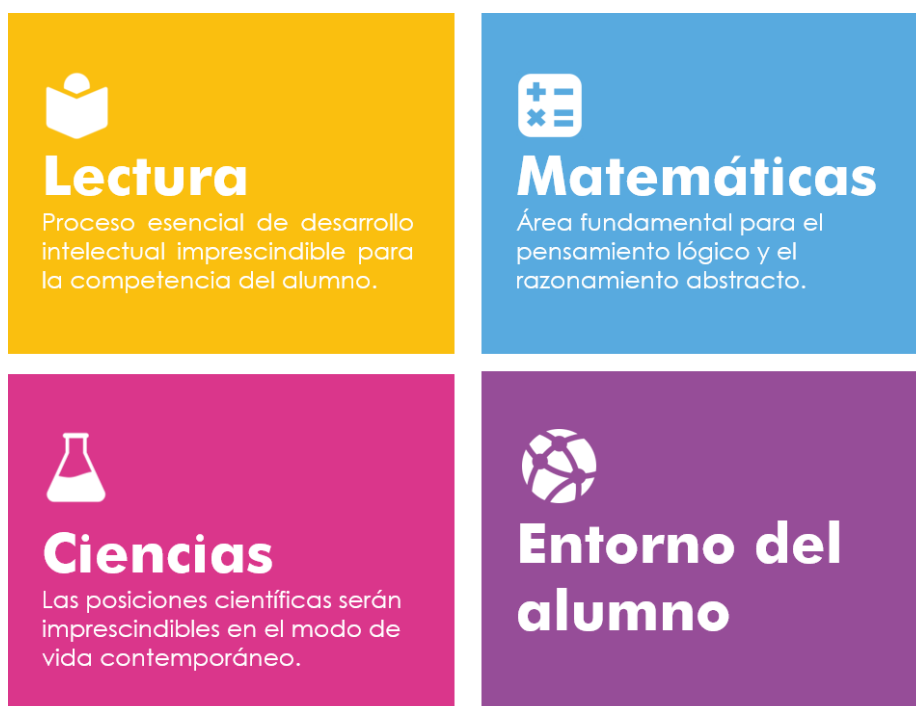 Lectura
Proceso esencial de desarrollo
intelectual imprescindible para
la competencia del alumno.
Matemáticas
Área fundamental para el
pensamiento lógico y el
razonamiento abstracto.
Ciencias
Las posiciones científicas serán
imprescindibles en el modo de
vida contemporáneo.
Entorno del
alumno